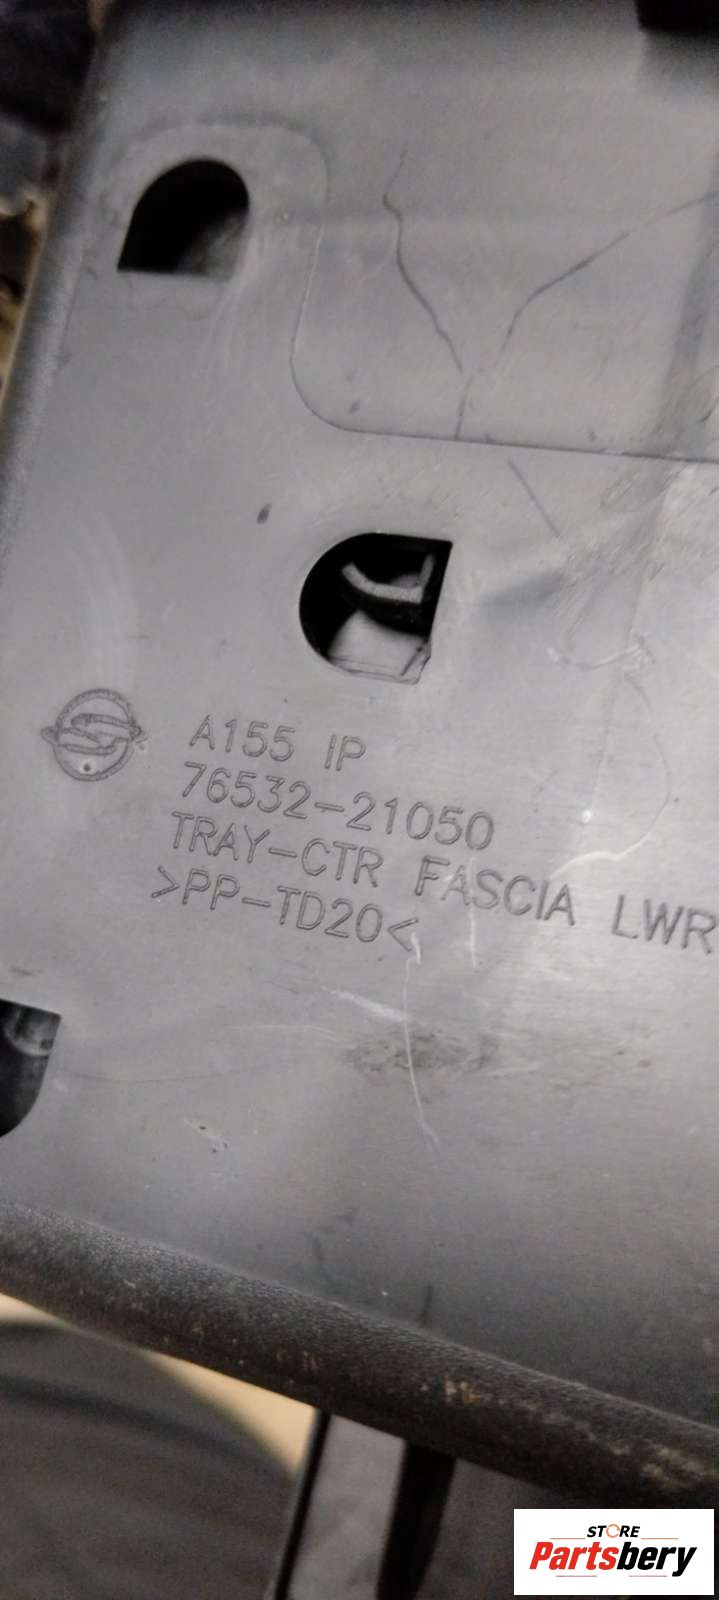 A155 IP
76532-21050
TRAY-CTR FASCIA LWR
>PP-TD20<
STORE
Partsbery